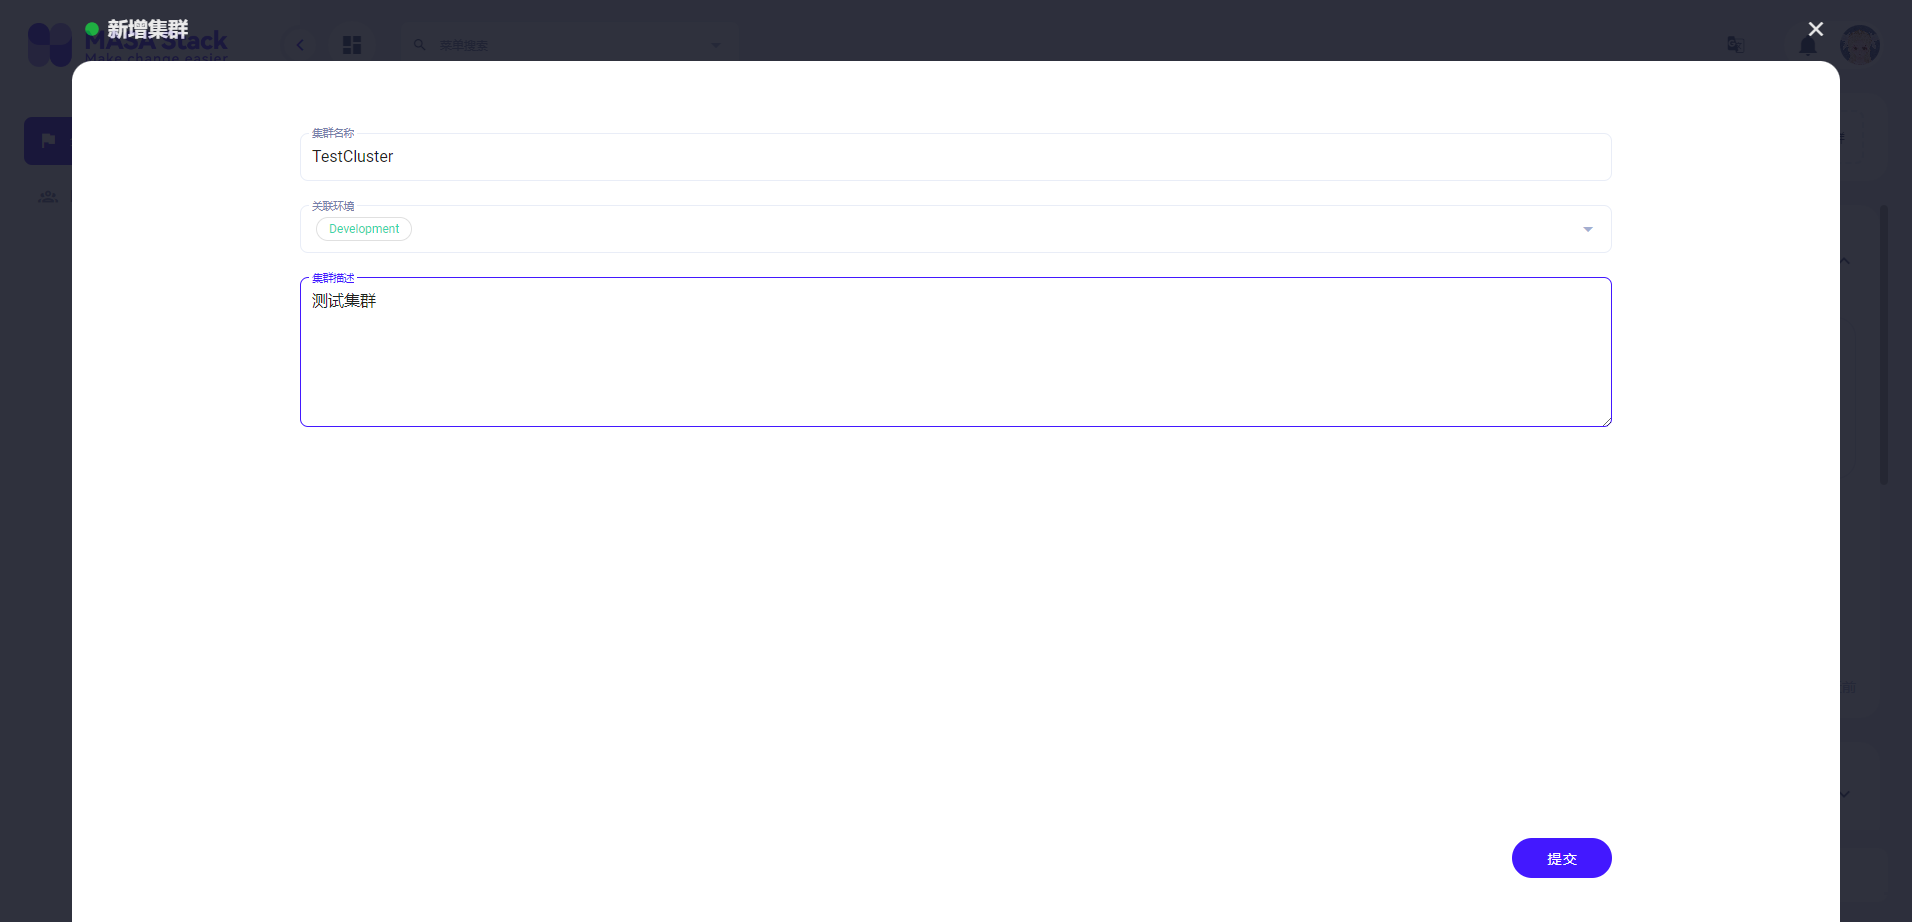 新增集群
MASA Stack
Make change easier
菜单搜索
集群名称
TestCluster
关联环境
Development
集群描述
测试集群
提交